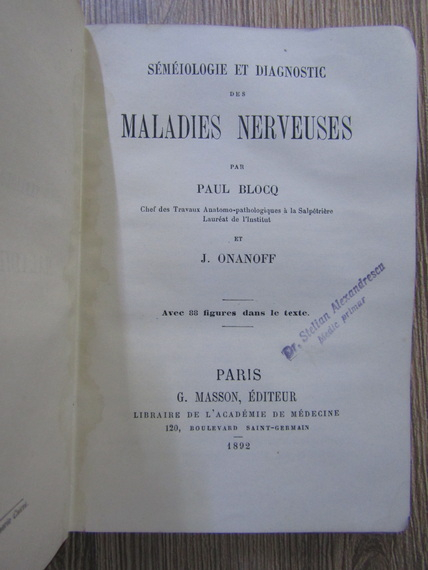 SÉMÉIOLOGIE ET DIAGNOSTIC
DES
MALADIES NERVEUSES
PAR
PAUL BLOCQ
Chef des Travaux Anatomo-pathologiques à la Salpêtrière
Lauréat de l'Institut
ET
J. ONANOFF
Avec 88 figures dans le texte.
Dr. Stelian Alexandrescu
Medic primar
PARIS
G. MASSON, ÉDITEUR
LIBRAIRE DE L'ACADÉMIE DE MÉDECINE
120, BOULEVARD SAINT-GERMAIN
1892